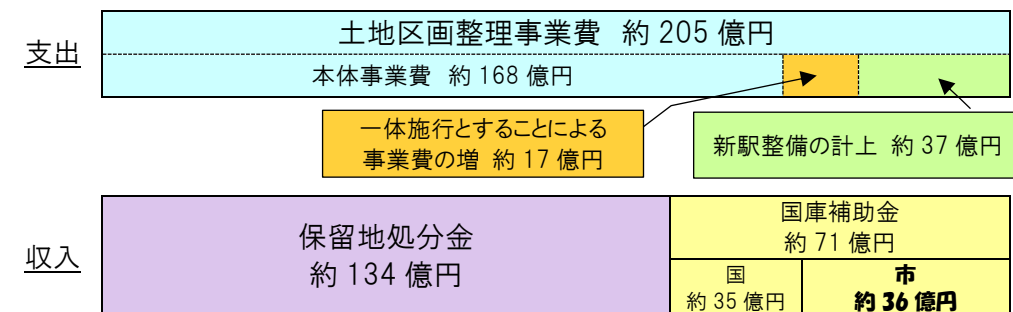 支出
土地区画整理事業費 約 205 億円
本体事業費 約 168 億円
一体施行とすることによる
事業費の増 約 17 億円
新駅整備の計上 約 37 億円
収入
保留地処分金
約 134 億円
国庫補助金
約 71 億円
国
約 35 億円
市
約 36 億円